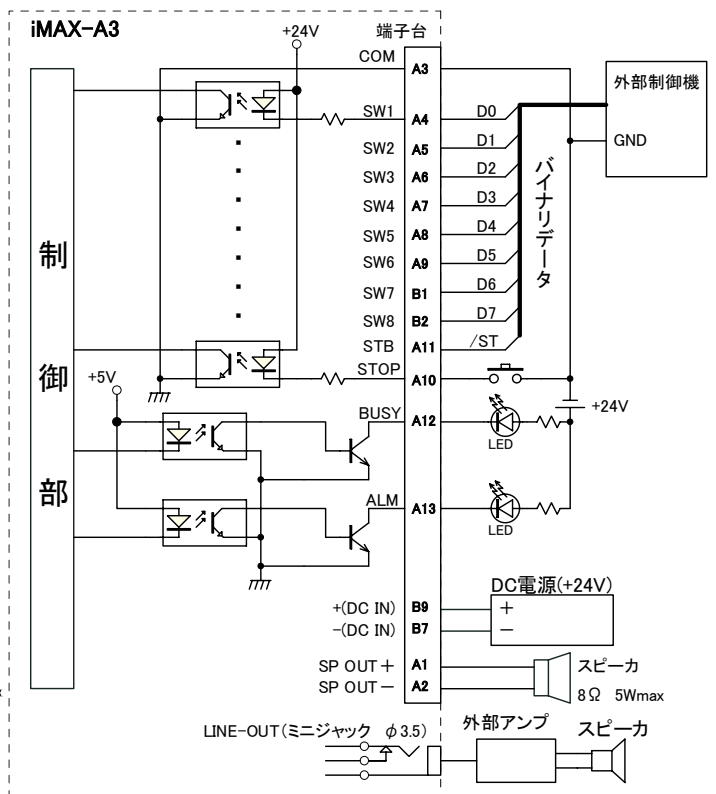 iMAX-A3
+24V
端子台
COM A3
外部制御機
SW1 A4 D0
SW2 A5 D1
GND
SW3 A6 D2
SW4 A7 D3
SW5 A8 D4
SW6 A9 D5
SW7 B1 D6
SW8 B2 D7
STB A11 /ST
バイナリデータ
制御部
STOP A10
+5V
+24V
BUSY A12
LED
ALM A13
LED
DC電源(+24V)
+(DC IN) B9 +
-(DC IN) B7 -
SP OUT+ A1 スピーカ
SP OUT- A2 8Ω 5Wmax
LINE-OUT(ミニジャック φ3.5)
外部アンプ
スピーカ